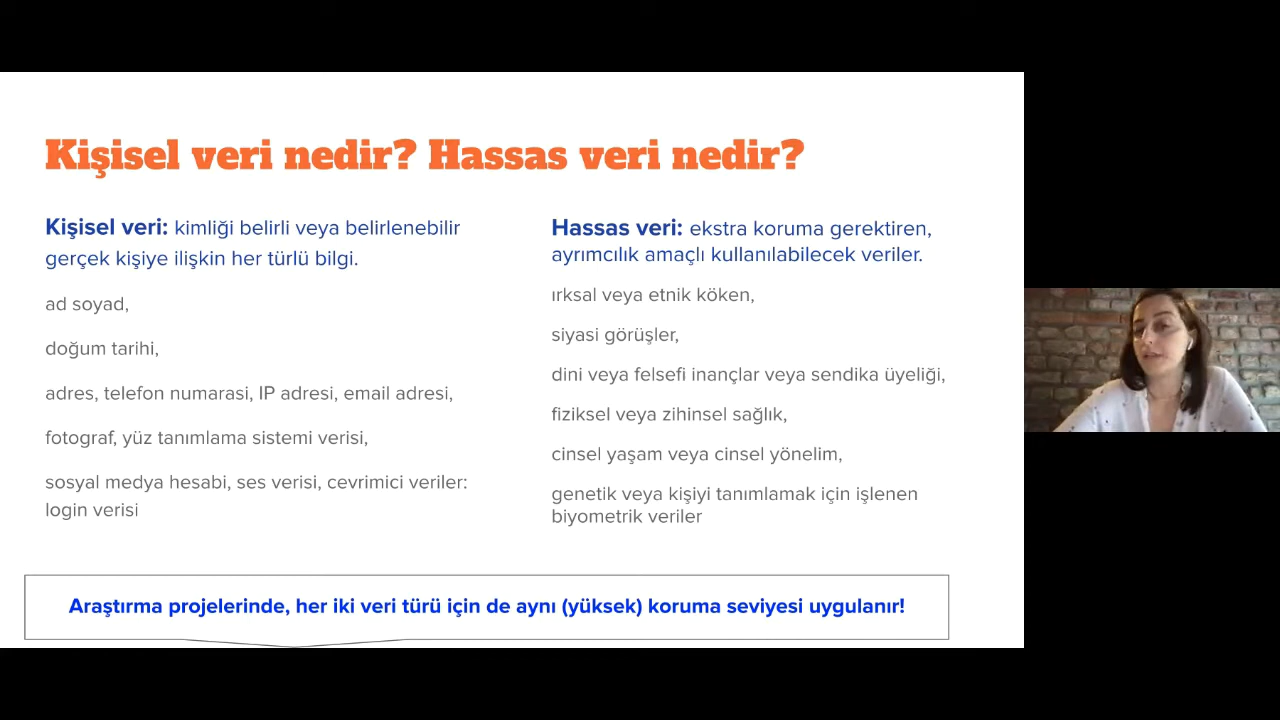 Kişisel veri nedir? Hassas veri nedir?
Kişisel veri: kimliği belirli veya belirlenebilir
gerçek kişiye ilişkin her türlü bilgi.
ad soyad,
doğum tarihi,
adres, telefon numarasi, IP adresi, email adresi,
fotograf, yüz tanımlama sistemi verisi,
sosyal medya hesabi, ses verisi, cevrimici veriler:
login verisi
Hassas veri: ekstra koruma gerektiren,
ayrımcılık amaçlı kullanılabilecek veriler.
ırksal veya etnik köken,
siyasi görüşler,
dini veya felsefi inançlar veya sendika üyeliği,
fiziksel veya zihinsel sağlık,
cinsel yaşam veya cinsel yönelim,
genetik veya kişiyi tanımlamak için işlenen
biyometrik veriler
Araştırma projelerinde, her iki veri türü için de aynı (yüksek) koruma seviyesi uygulanır!